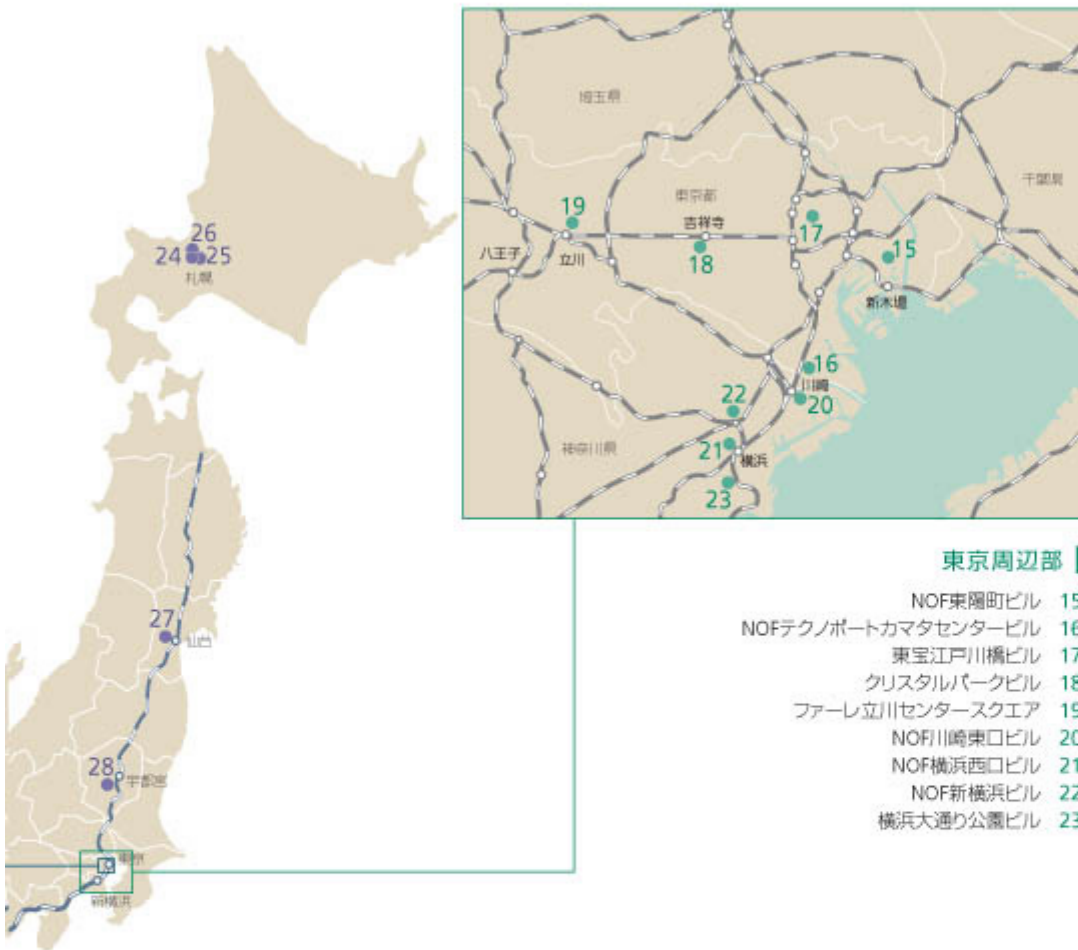 埼玉県
千葉県
東京都
19
吉祥寺
17
八王子
立川
18
15
新木場
16
川崎
20
22
神奈川県
21
横浜
23
26
24
25
札幌
27
仙台
28
宇都宮
東京
新横浜
東京周辺部
NOF東陽町ビル 15
NOFテクノポートカマタセンタービル 16
東宝江戸川橋ビル 17
クリスタルパークビル 18
ファーレ立川センタースクエア 19
NOF川崎東口ビル 20
NOF横浜西口ビル 21
NOF新横浜ビル 22
横浜大通り公園ビル 23